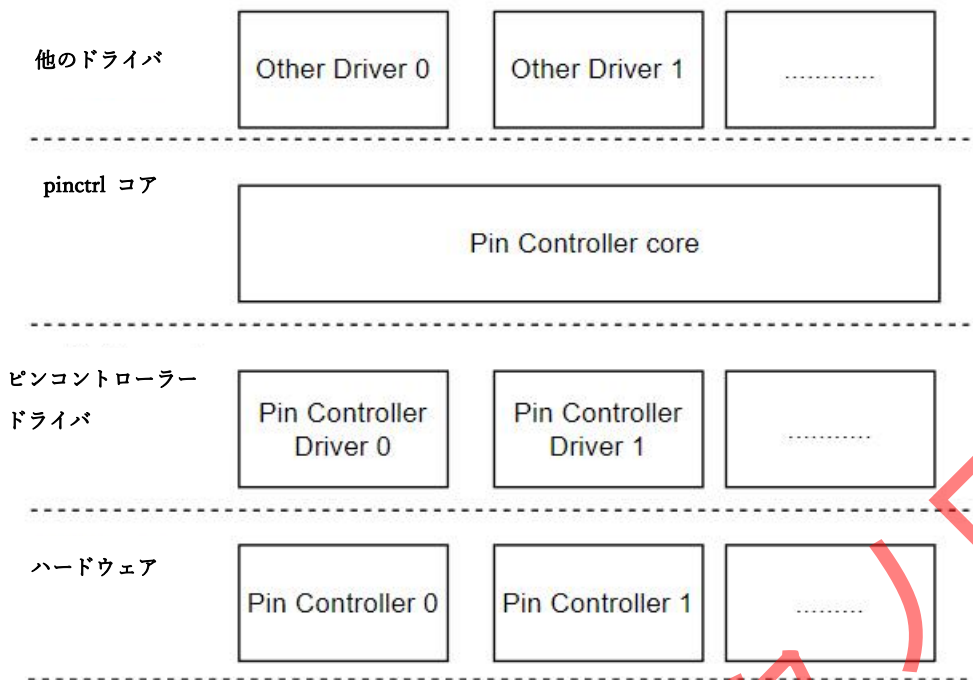 他のドライバ
Other Driver 0
Other Driver 1
............
pinctrl コア
Pin Controller core
ピンコントローラー
ドライバ
Pin Controller
Driver 0
Pin Controller
Driver 1
...........
ハードウェア
Pin Controller 0
Pin Controller 1
.........